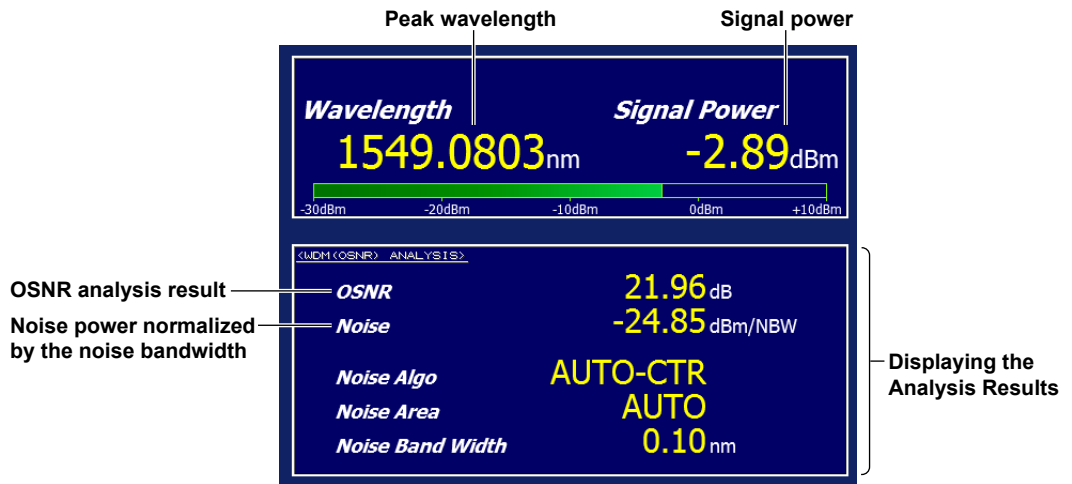 Peak wavelength
Signal power
Wavelength
Signal Power
1549.0803nm
-2.89dBm
-30dBm -20dBm -10dBm 0dBm +10dBm
<WDM(OSNR) ANALYSIS>
OSNR analysis result
OSNR 21.96 dB
Noise power normalized
by the noise bandwidth
Noise -24.85 dBm/NBW
Noise Algo AUTO-CTR
Noise Area AUTO
Noise Band Width 0.10 nm
Displaying the
Analysis Results